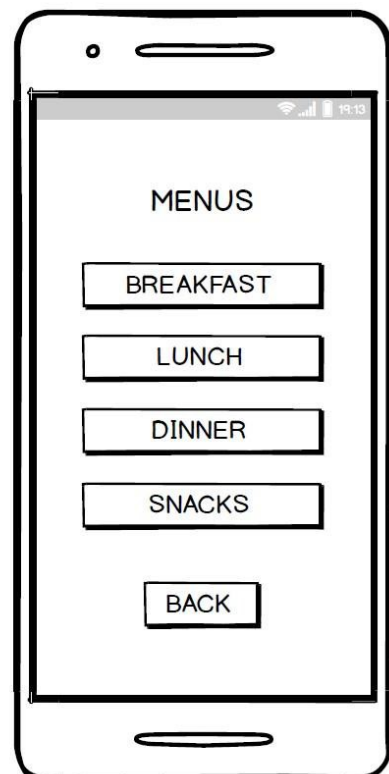 19:13
MENUS
BREAKFAST
LUNCH
DINNER
SNACKS
BACK